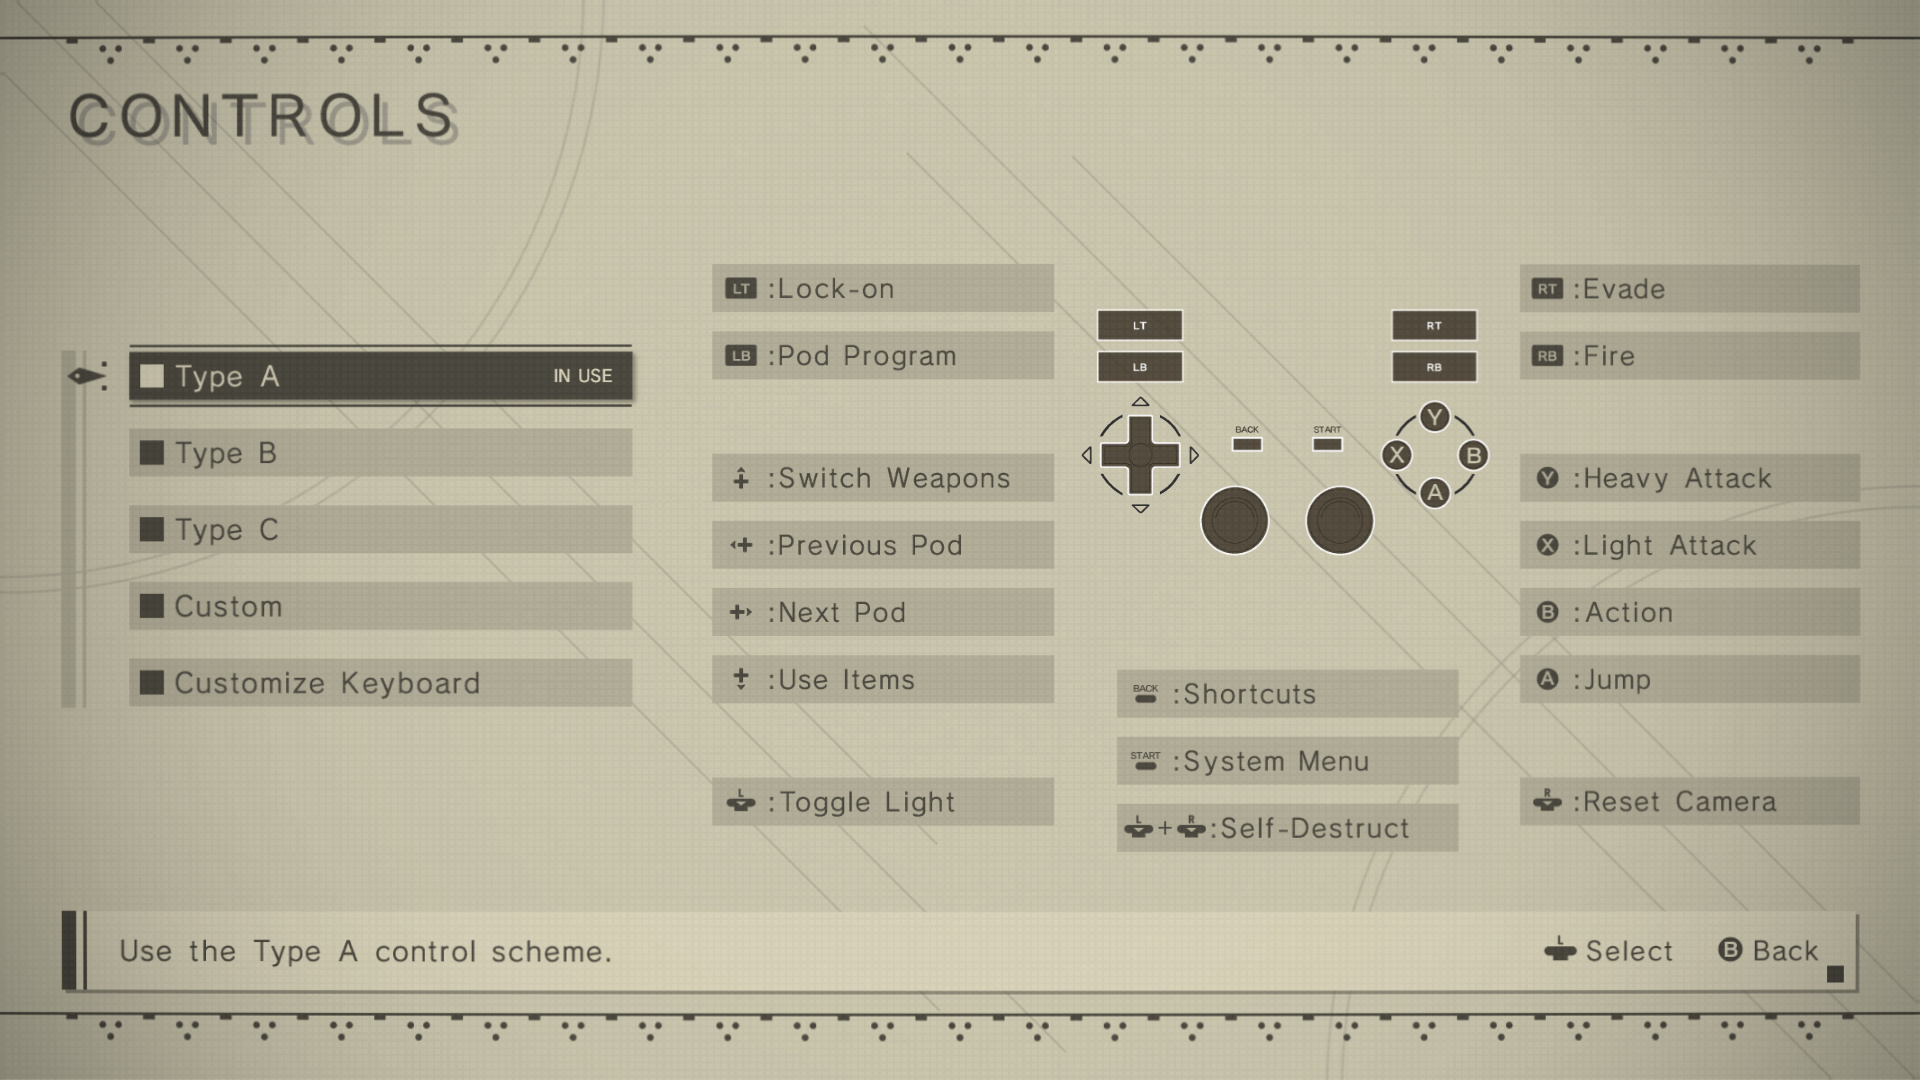 CONTROLS
Type A IN USE
Type B
Type C
Custom
Customize Keyboard
LT :Lock-on
LB :Pod Program
:Switch Weapons
:Previous Pod
:Next Pod
:Use Items
L :Toggle Light
LT
LB
RT
RB
BACK
START
Y
X
B
A
BACK :Shortcuts
START :System Menu
L + R :Self-Destruct
RT :Evade
RB :Fire
Y :Heavy Attack
X :Light Attack
B :Action
A :Jump
R :Reset Camera
Use the Type A control scheme.
L Select B Back